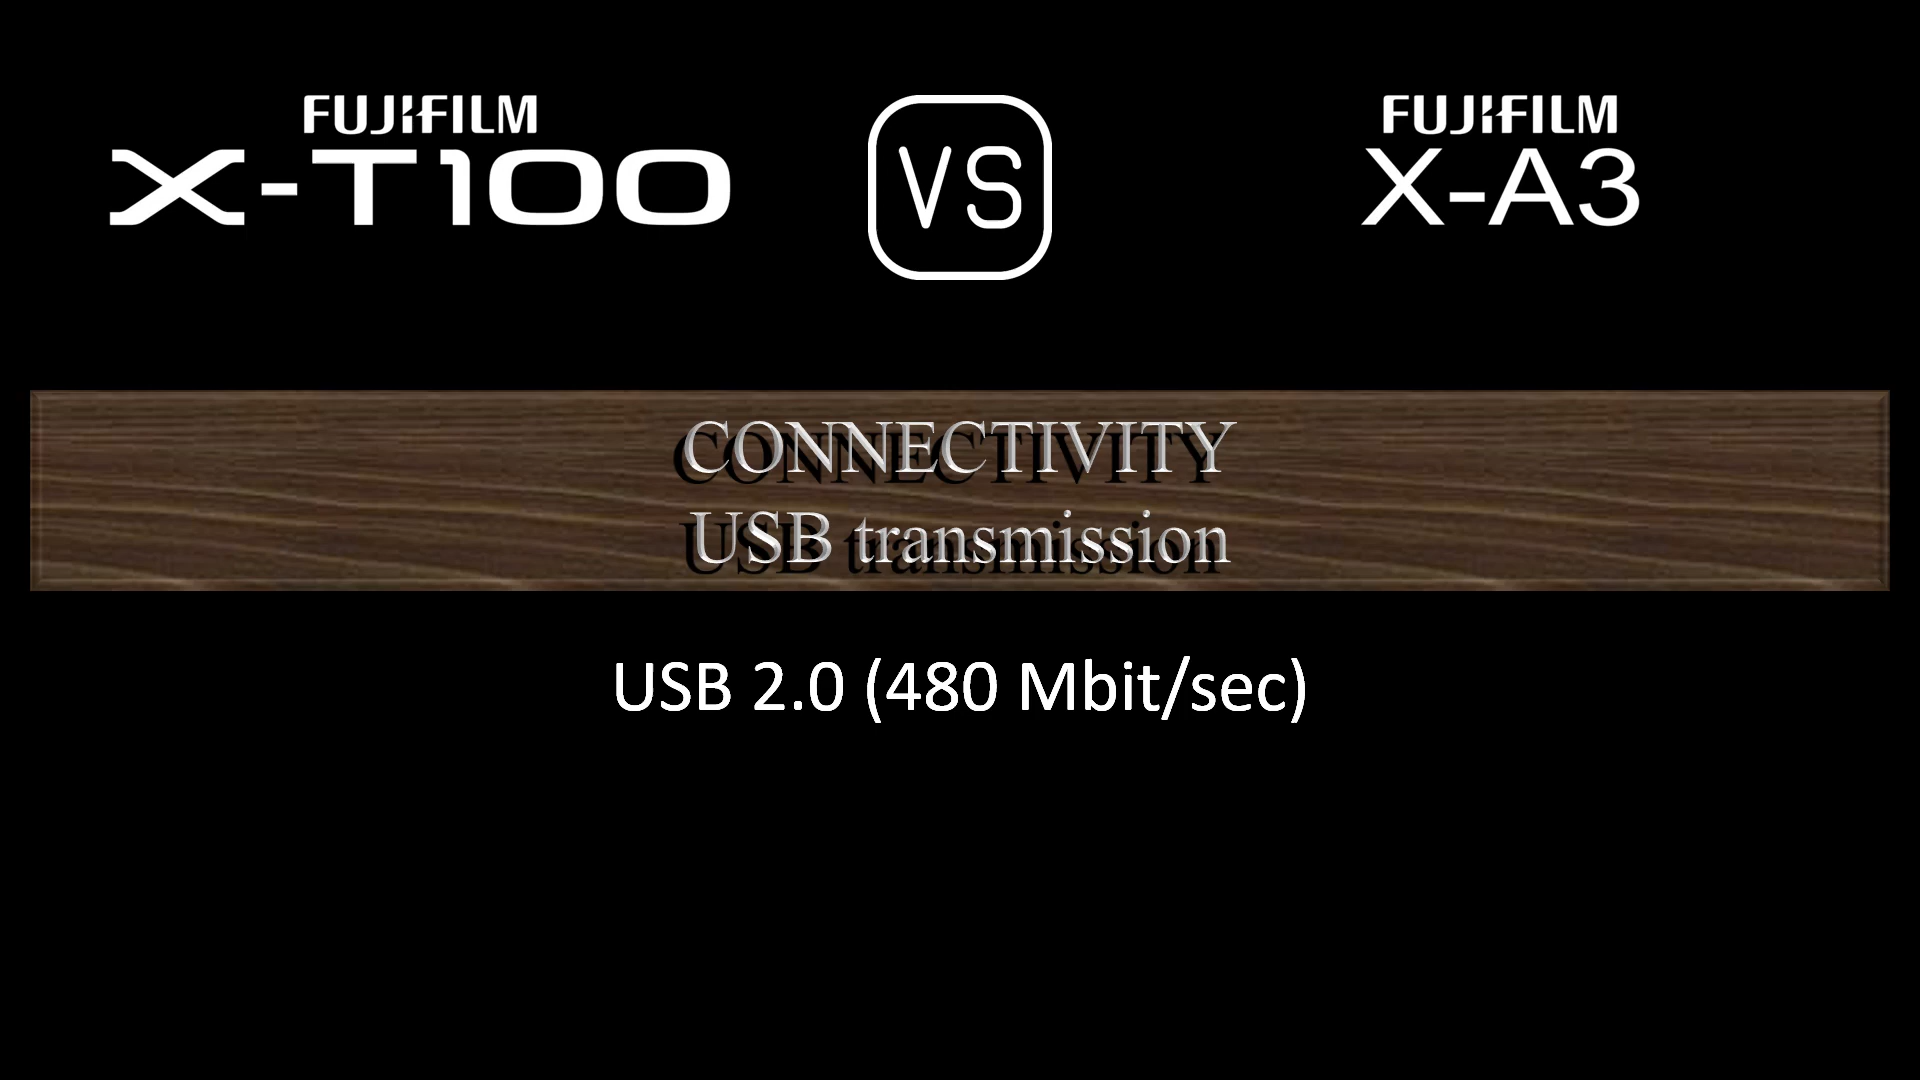 FUJIFILM
X-T100
VS
FUJIFILM
X-A3
CONNECTIVITY
USB transmission
USB 2.0 (480 Mbit/sec)